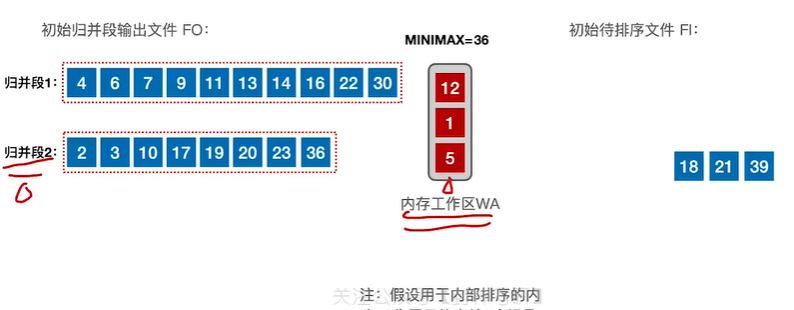 初始归并段输出文件 FO:
MINIMAX=36
初始待排序文件 FI:
归并段1:
4 6 7 9 11 13 14 16 22 30
12
1
5
归并段2:
2 3 10 17 19 20 23 36
18 21 39
内存工作区WA
注：假设用于内部排序的内